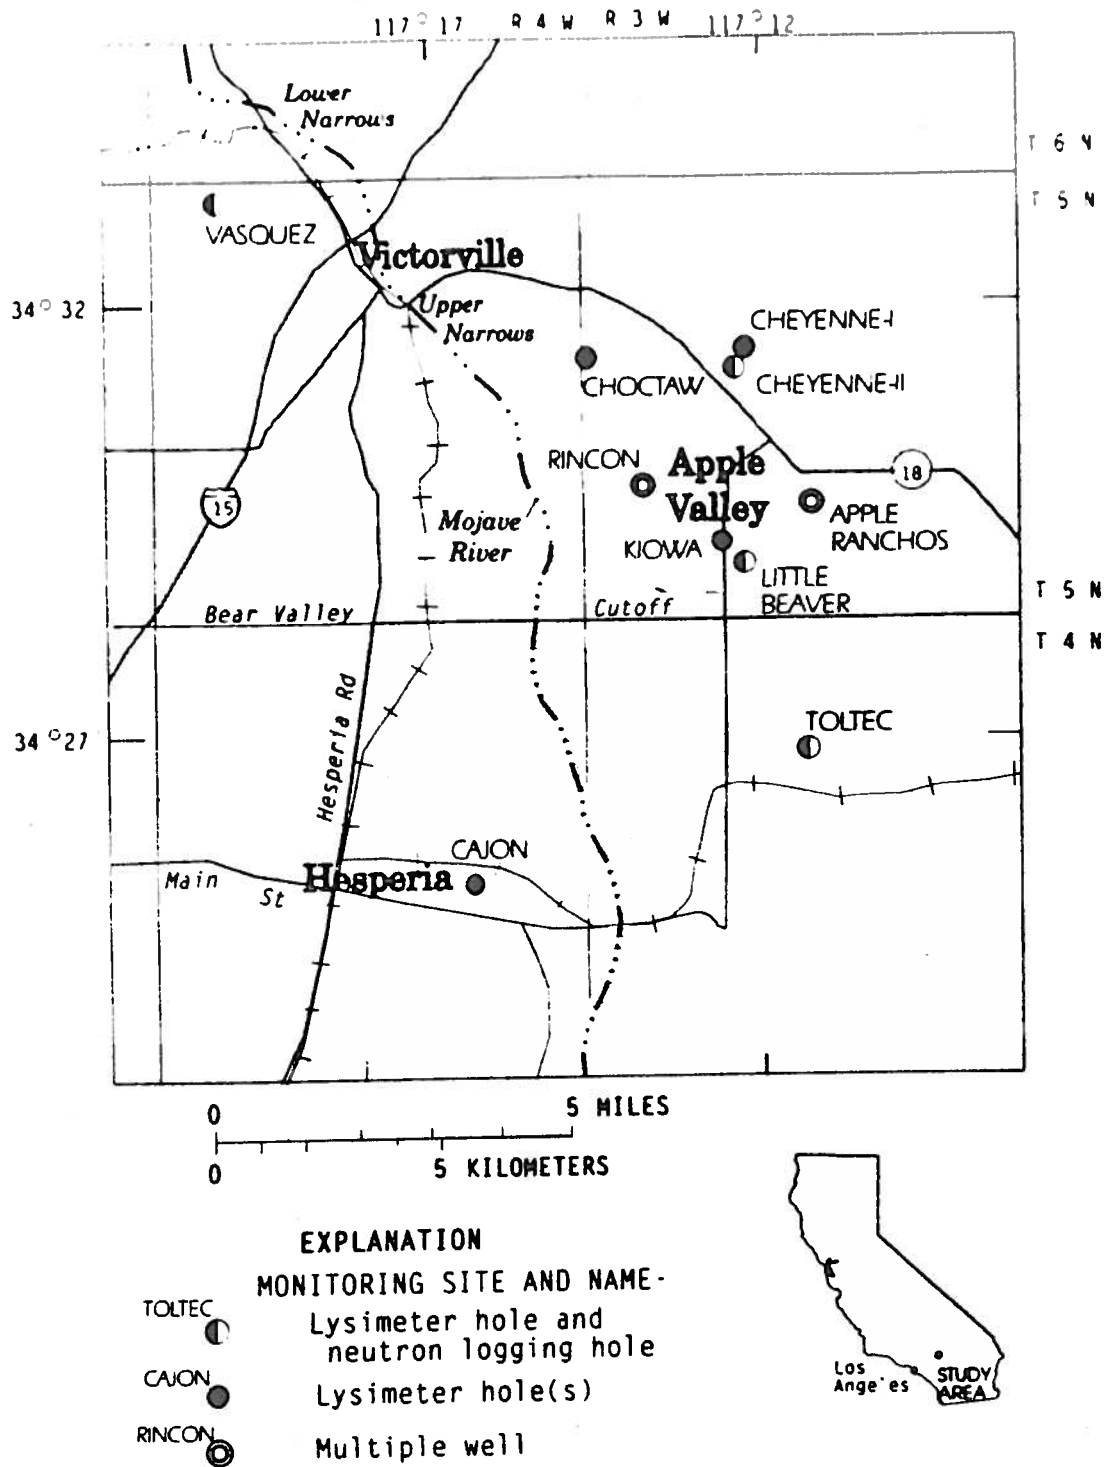 117° 17 R 4 W R 3 W 117° 12
Lower
Narrows
T 6 N
T 5 N
VASQUEZ
Victorville
34° 32
Upper
Narrows
CHEYENNE-I
CHEYENNE-II
CHOCTAW
RINCON
Apple
Valley
18
15
Mojave
River
APPLE
RANCHOS
KIOWA
LITTLE
BEAVER
T 5 N
Bear Valley
Cutoff
T 4 N
Hesperia Rd
TOLTEC
34° 27
CAJON
Hesperia
Main
St
0 5 MILES
0 5 KILOMETERS
EXPLANATION
MONITORING SITE AND NAME-
TOLTEC
Lysimeter hole and
neutron logging hole
CAJON
Lysimeter hole(s)
RINCON
Multiple well
Los
Ange'es
STUDY
AREA